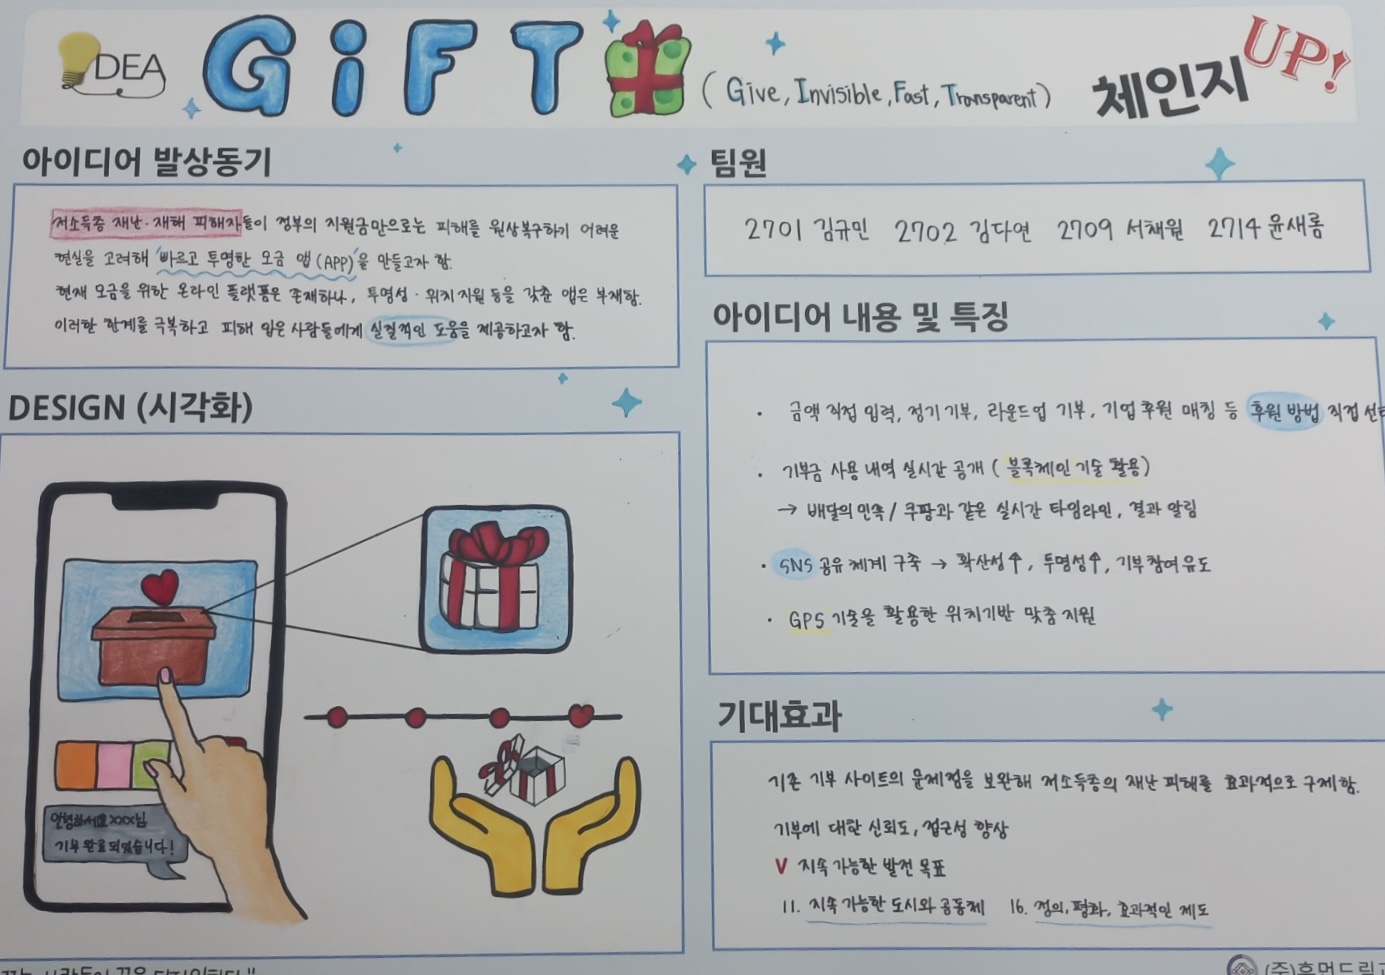 IDEA GiFT (Give, Invisible, Fast, Transparent) 체인지 UP!
아이디어 발상동기
저소득층 재난·재해 피해자들이 정부의 지원금만으로는 피해를 원상복구하기 어려운
현실을 고려해 '빠르고 투명한 모금 앱(APP)'을 만들고자 함.
현재 모금을 위한 온라인 플랫폼은 존재하나, 투명성·위치지원 등을 갖춘 앱은 부재함.
이러한 한계를 극복하고 피해 입은 사람들에게 실질적인 도움을 제공하고자 함.
DESIGN (시각화)
안녕하세요 XXX님
기부 완료되었습니다!
팀원
2701 김규민 2702 김다연 2709 서채원 2714 윤새롬
아이디어 내용 및 특징
· 금액 직접 입력, 정기 기부, 라운드업 기부, 기업 후원 매칭 등 후원 방법 직접
· 기부금 사용 내역 실시간 공개 (블록체인 기술 활용)
→ 배달의 민족/쿠팡과 같은 실시간 타임라인, 결과 알림
· SNS 공유 체계 구축 → 확산성↑, 투명성↑, 기부 참여 유도
· GPS 기술을 활용한 위치기반 맞춤 지원
기대효과
기존 기부 사이트의 문제점을 보완해 저소득층의 재난 피해를 효과적으로 구제함.
기부에 대한 신뢰도, 접근성 향상
V 지속 가능한 발전 목표
11. 지속 가능한 도시와 공동체 16. 정의, 평화, 효과적인 제도
(주)휴먼드림